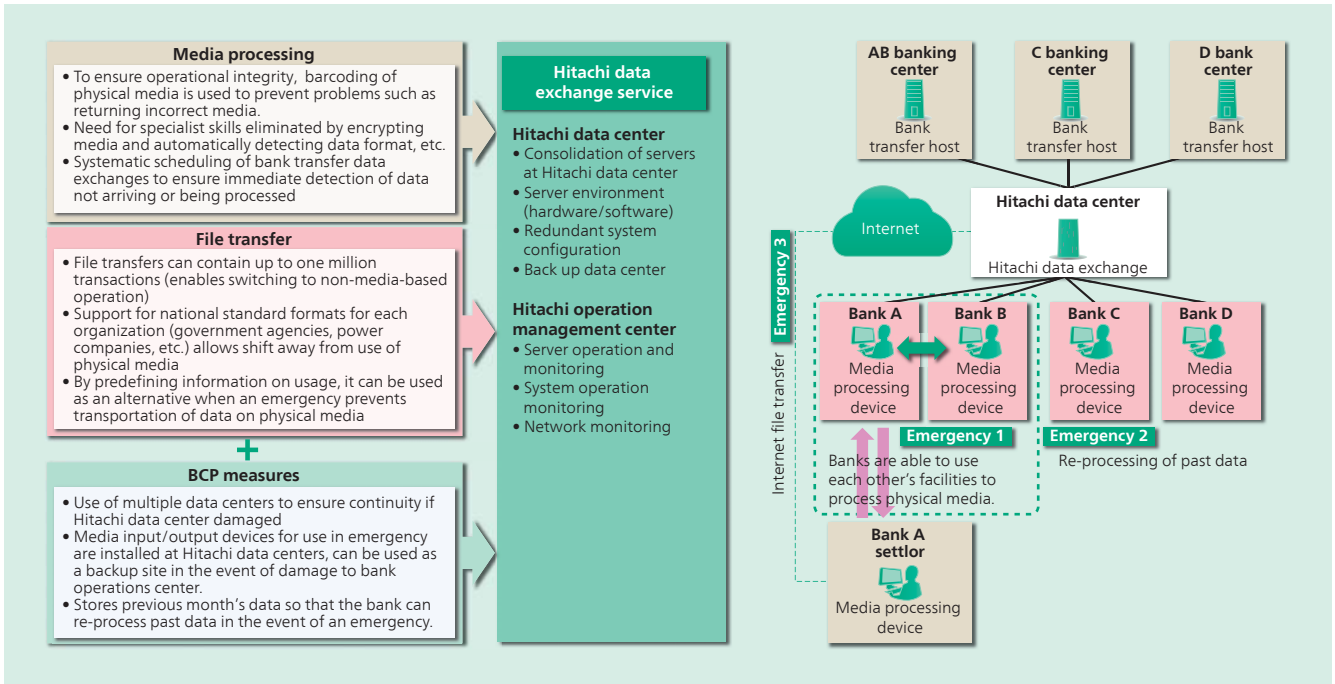 Media processing
• To ensure operational integrity, barcoding of
physical media is used to prevent problems such as
returning incorrect media.
• Need for specialist skills eliminated by encrypting
media and automatically detecting data format, etc.
• Systematic scheduling of bank transfer data
exchanges to ensure immediate detection of data
not arriving or being processed
File transfer
• File transfers can contain up to one million
transactions (enables switching to non-media-based
operation)
• Support for national standard formats for each
organization (government agencies, power
companies, etc.) allows shift away from use of
physical media
• By predefining information on usage, it can be used
as an alternative when an emergency prevents
transportation of data on physical media
+
BCP measures
• Use of multiple data centers to ensure continuity if
Hitachi data center damaged
• Media input/output devices for use in emergency
are installed at Hitachi data centers, can be used as
a backup site in the event of damage to bank
operations center.
• Stores previous month's data so that the bank can
re-process past data in the event of an emergency.
Hitachi data
exchange service
Hitachi data center
• Consolidation of servers
at Hitachi data center
• Server environment
(hardware/software)
• Redundant system
configuration
• Back up data center
Hitachi operation
management center
• Server operation and
monitoring
• System operation
monitoring
• Network monitoring
AB banking
center
Bank
transfer host
C banking
center
Bank
transfer host
D bank
center
Bank
transfer host
Internet
Hitachi data center
Hitachi data exchange
Emergency 3
Internet file transfer
Bank A
Media
processing
device
Bank B
Media
processing
device
Bank C
Media
processing
device
Bank D
Media
processing
device
Emergency 1
Banks are able to use
each other's facilities to
process physical media.
Emergency 2
Re-processing of past data
Bank A
settlor
Media processing
device